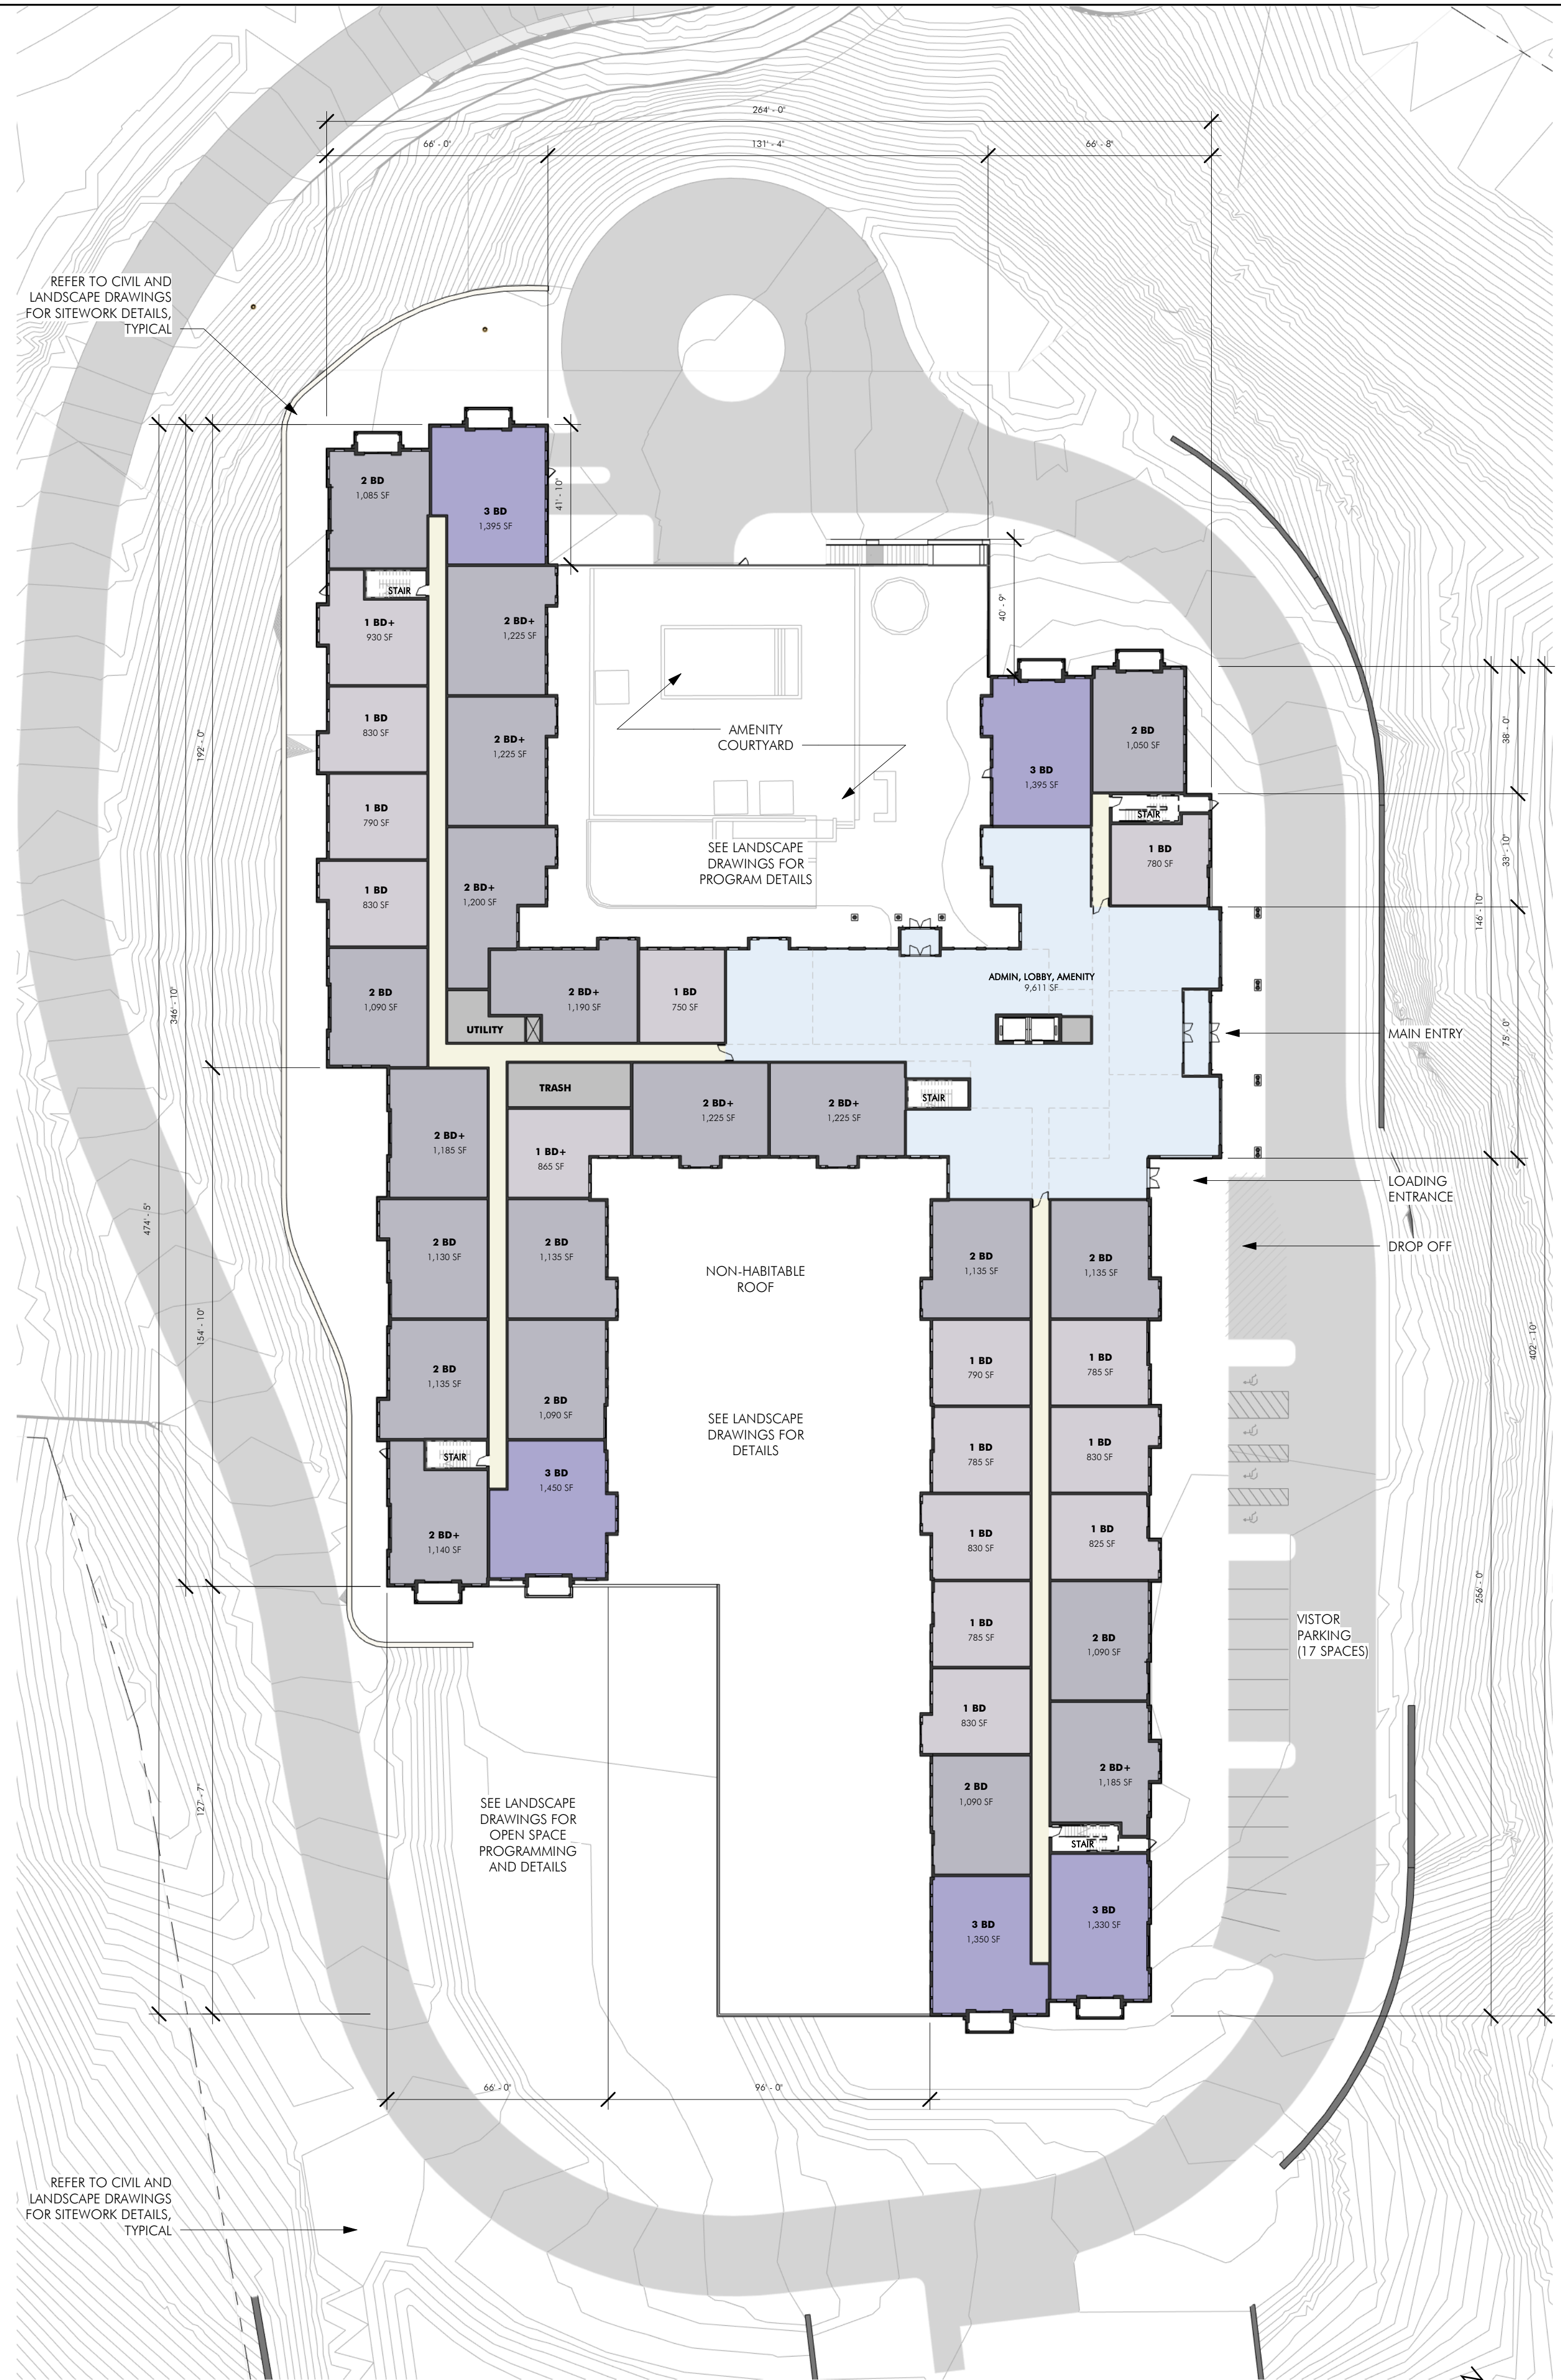 264' - 0"
66' - 0"
131' - 4"
66' - 8"
REFER TO CIVIL AND
LANDSCAPE DRAWINGS
FOR SITEWORK DETAILS,
TYPICAL
2 BD
1,085 SF
3 BD
1,395 SF
41' - 10"
STAIR
1 BD+
930 SF
2 BD+
1,225 SF
40' - 9"
1 BD
830 SF
2 BD+
1,225 SF
AMENITY
COURTYARD
192' - 0"
3 BD
1,395 SF
2 BD
1,050 SF
38' - 0"
1 BD
790 SF
STAIR
SEE LANDSCAPE
DRAWINGS FOR
PROGRAM DETAILS
1 BD
780 SF
33' - 10"
1 BD
830 SF
2 BD+
1,200 SF
146' - 10"
2 BD
1,090 SF
2 BD+
1,190 SF
1 BD
750 SF
ADMIN, LOBBY, AMENITY
9,611 SF
346' - 10"
UTILITY
MAIN ENTRY
75' - 0"
TRASH
2 BD+
1,225 SF
2 BD+
1,225 SF
STAIR
2 BD+
1,185 SF
1 BD+
865 SF
LOADING
ENTRANCE
474' - 5"
2 BD
1,130 SF
2 BD
1,135 SF
NON-HABITABLE
ROOF
2 BD
1,135 SF
2 BD
1,135 SF
DROP OFF
154' - 10"
402' - 10"
2 BD
1,135 SF
2 BD
1,090 SF
1 BD
790 SF
1 BD
785 SF
SEE LANDSCAPE
DRAWINGS FOR
DETAILS
1 BD
785 SF
1 BD
830 SF
STAIR
3 BD
1,450 SF
2 BD+
1,140 SF
1 BD
830 SF
1 BD
825 SF
256' - 0"
1 BD
785 SF
2 BD
1,090 SF
VISTOR
PARKING
(17 SPACES)
1 BD
830 SF
2 BD+
1,185 SF
127' - 7"
2 BD
1,090 SF
SEE LANDSCAPE
DRAWINGS FOR
OPEN SPACE
PROGRAMMING
AND DETAILS
STAIR
3 BD
1,350 SF
3 BD
1,330 SF
66' - 0"
96' - 0"
REFER TO CIVIL AND
LANDSCAPE DRAWINGS
FOR SITEWORK DETAILS,
TYPICAL